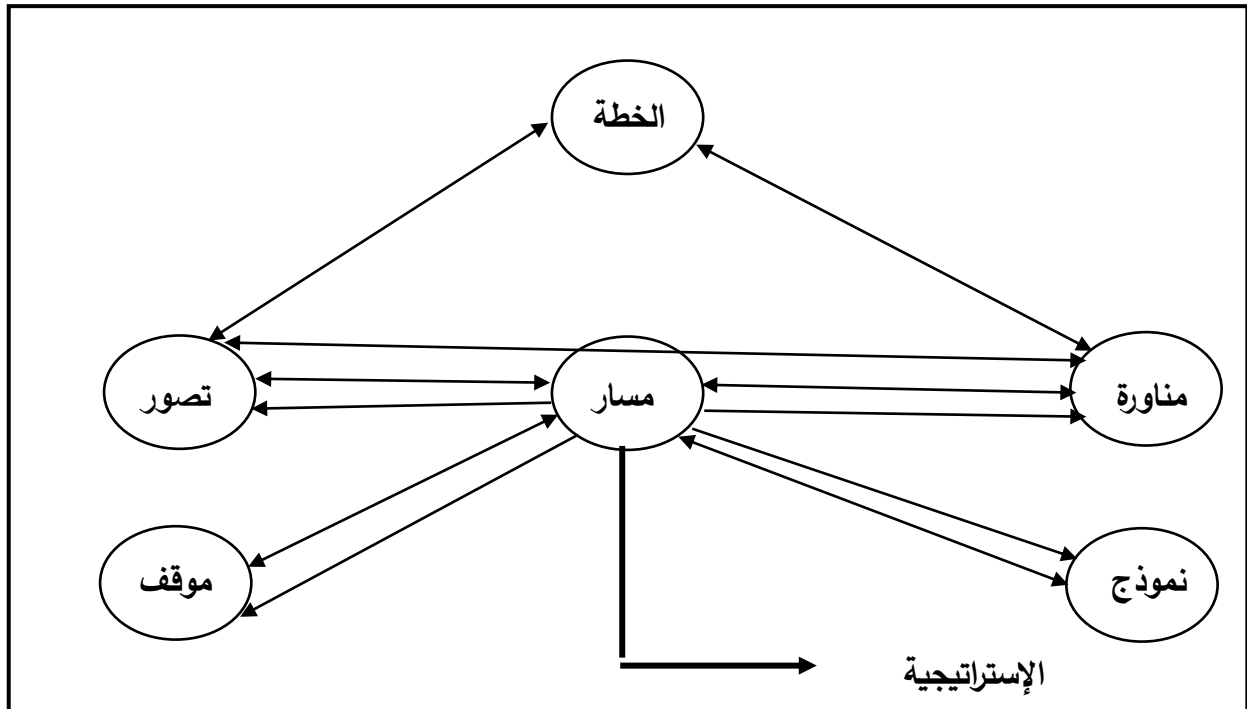 الخطة
مناورة
مسار
تصور
نموذج
موقف
الإستراتيجية